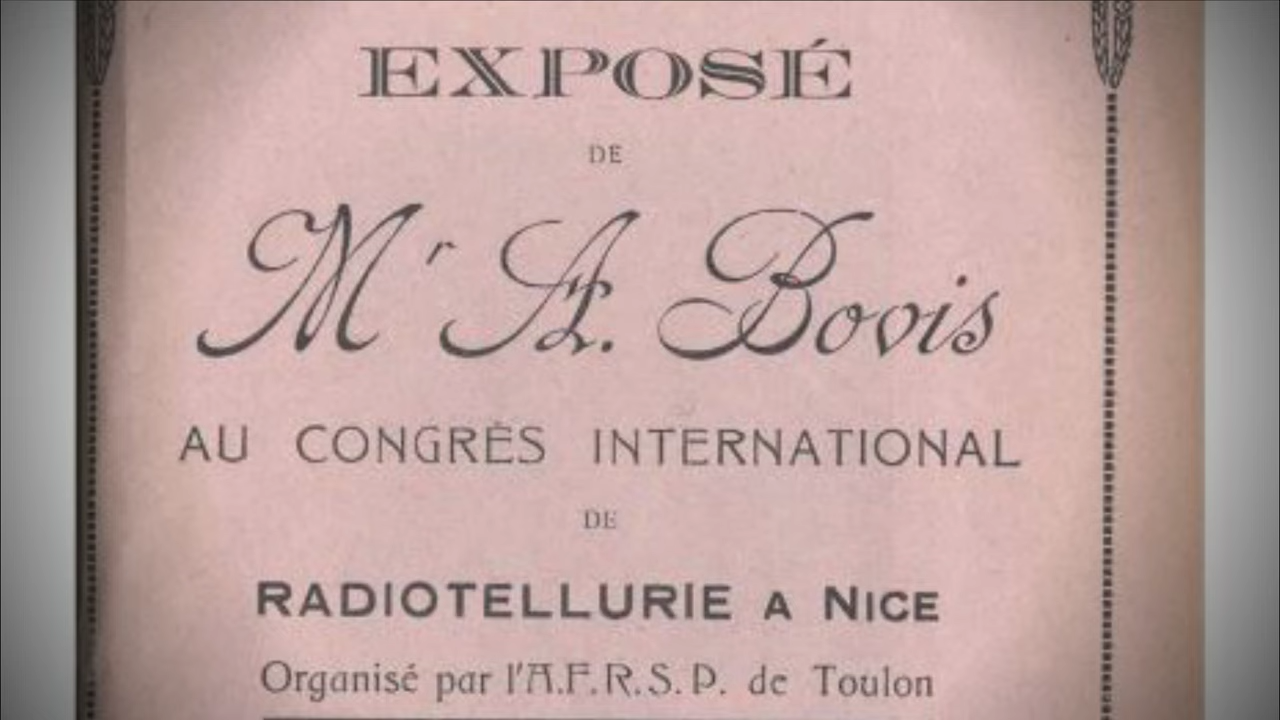 EXPOSÉ
DE
Mr A. Bovis
AU CONGRÈS INTERNATIONAL
DE
RADIOTELLURIE A NICE
Organisé par l'A.F.R.S.P. de Toulon